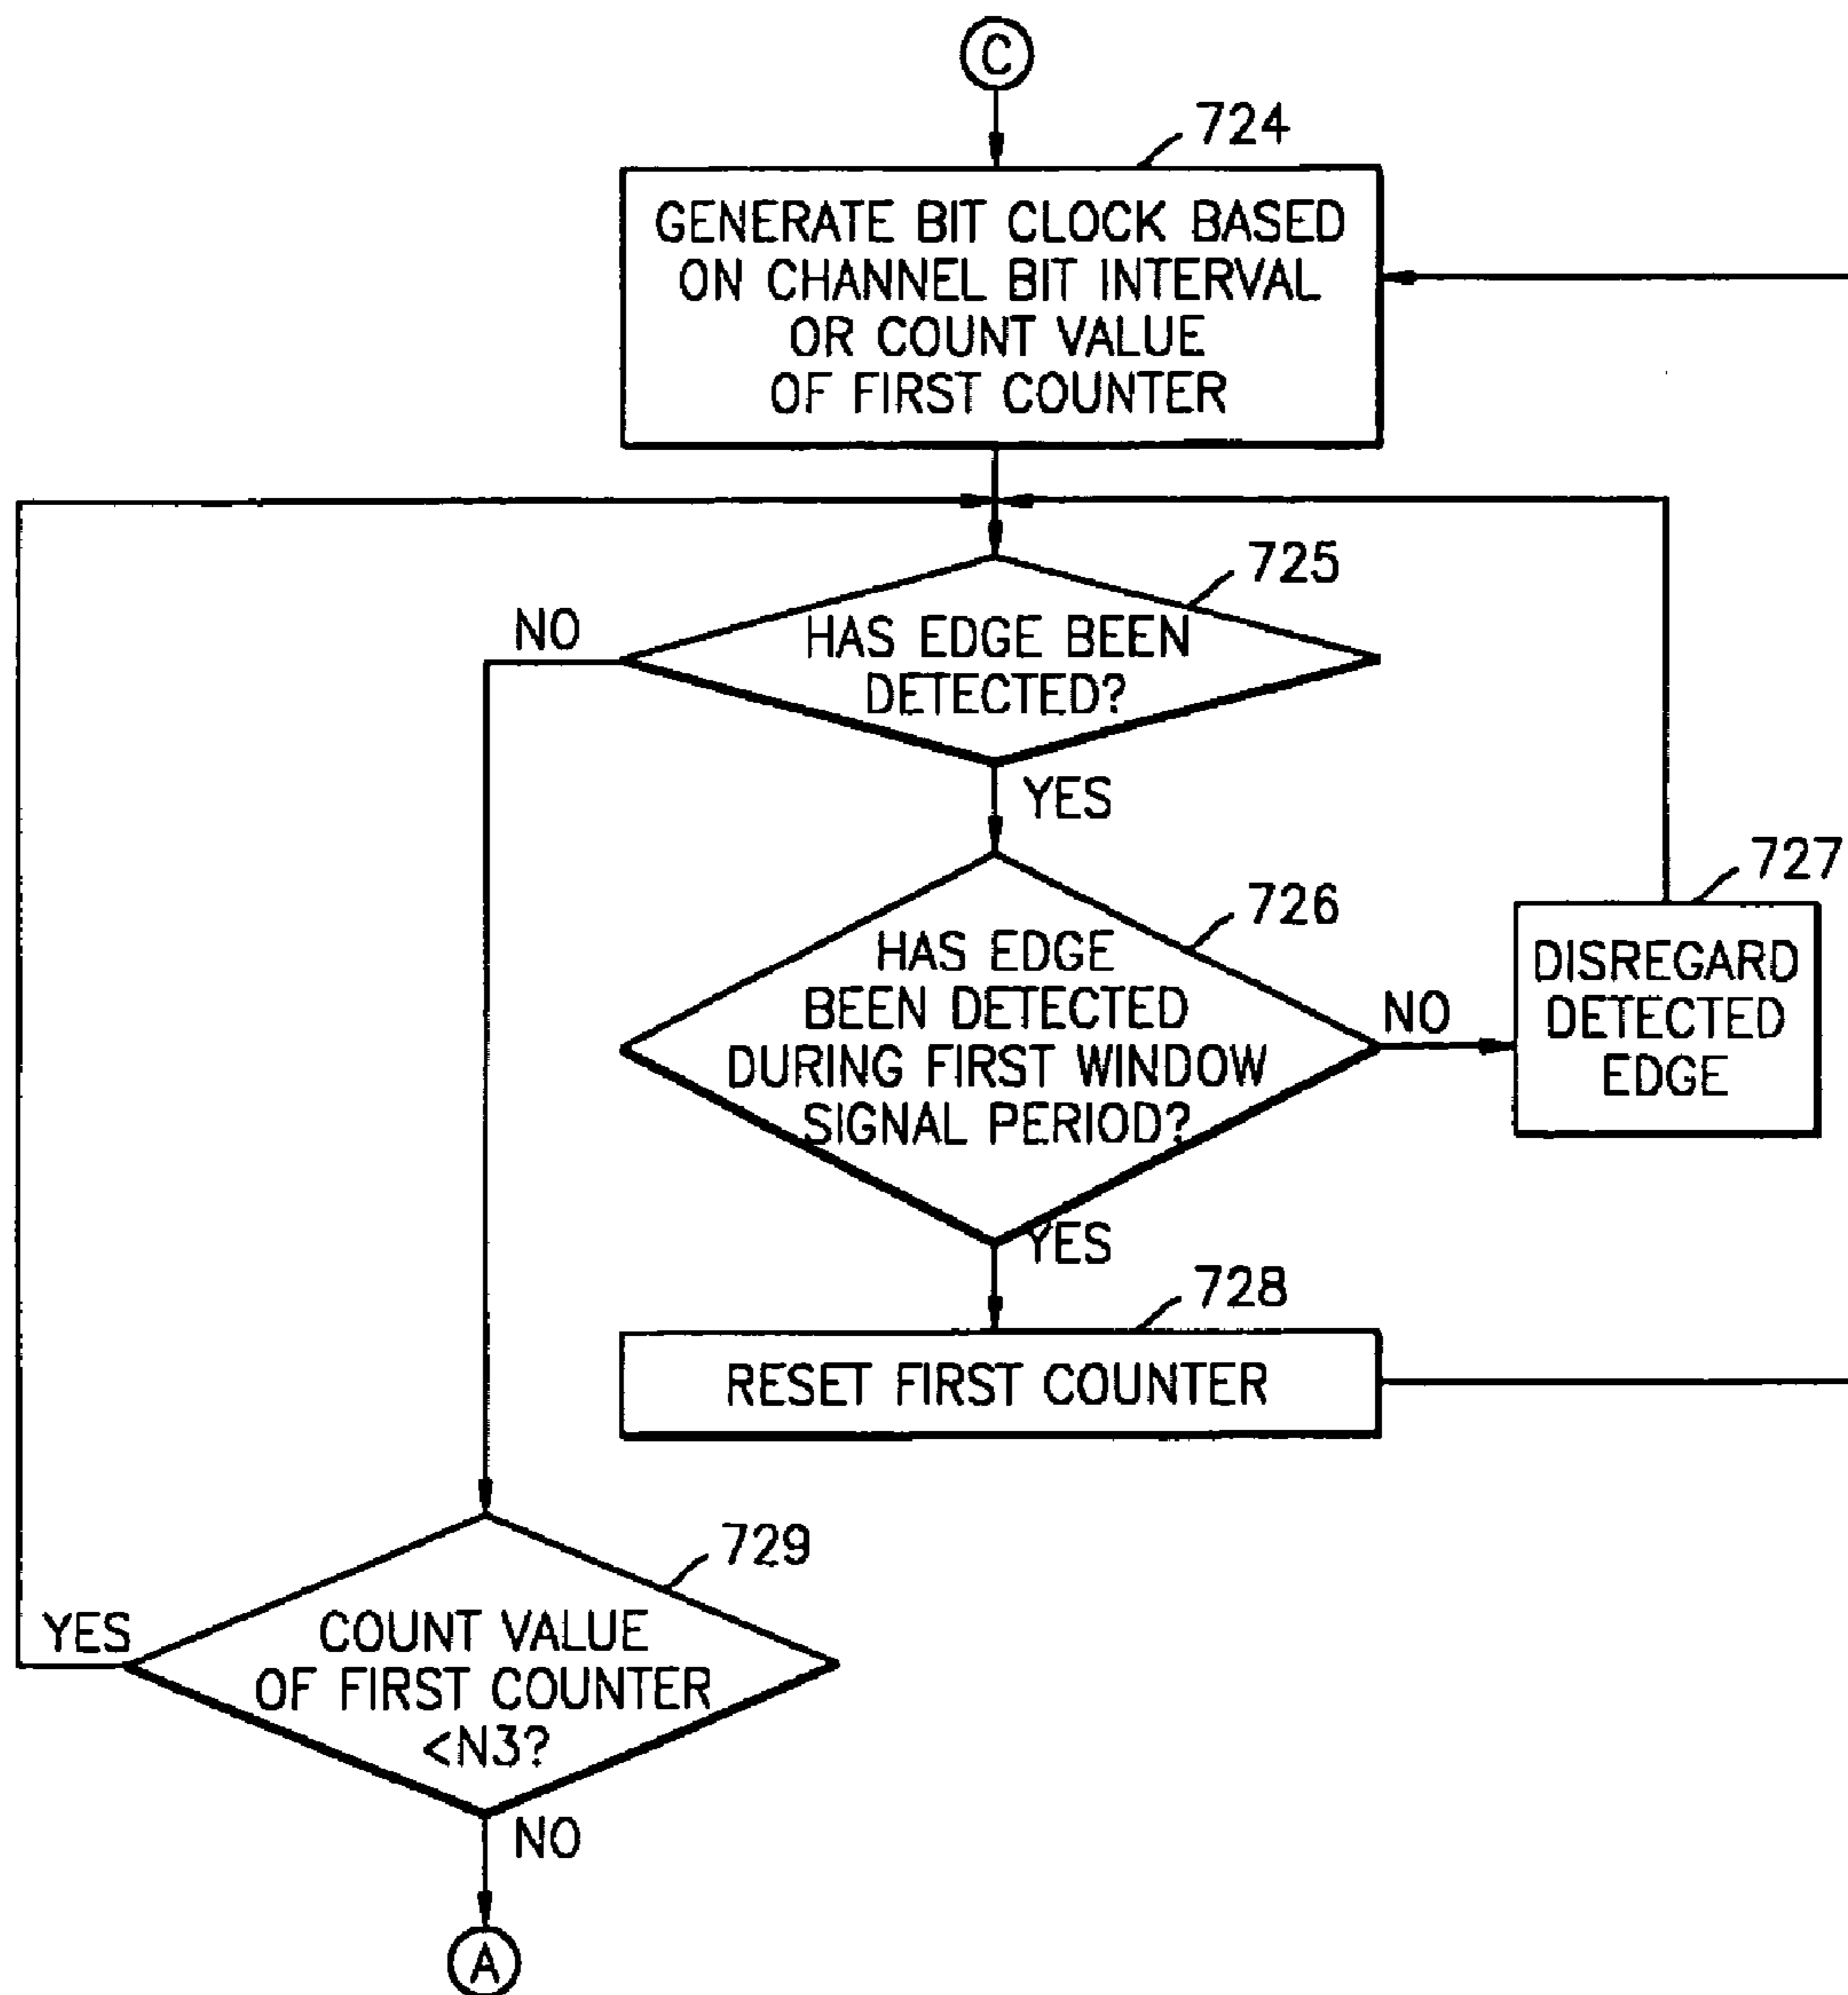 C
724
GENERATE BIT CLOCK BASED
ON CHANNEL BIT INTERVAL
OR COUNT VALUE
OF FIRST COUNTER
725
NO
HAS EDGE BEEN
DETECTED?
YES
726
HAS EDGE
BEEN DETECTED
DURING FIRST WINDOW
SIGNAL PERIOD?
NO
727
DISREGARD
DETECTED
EDGE
YES
728
RESET FIRST COUNTER
729
YES
COUNT VALUE
OF FIRST COUNTER
<N3?
NO
A